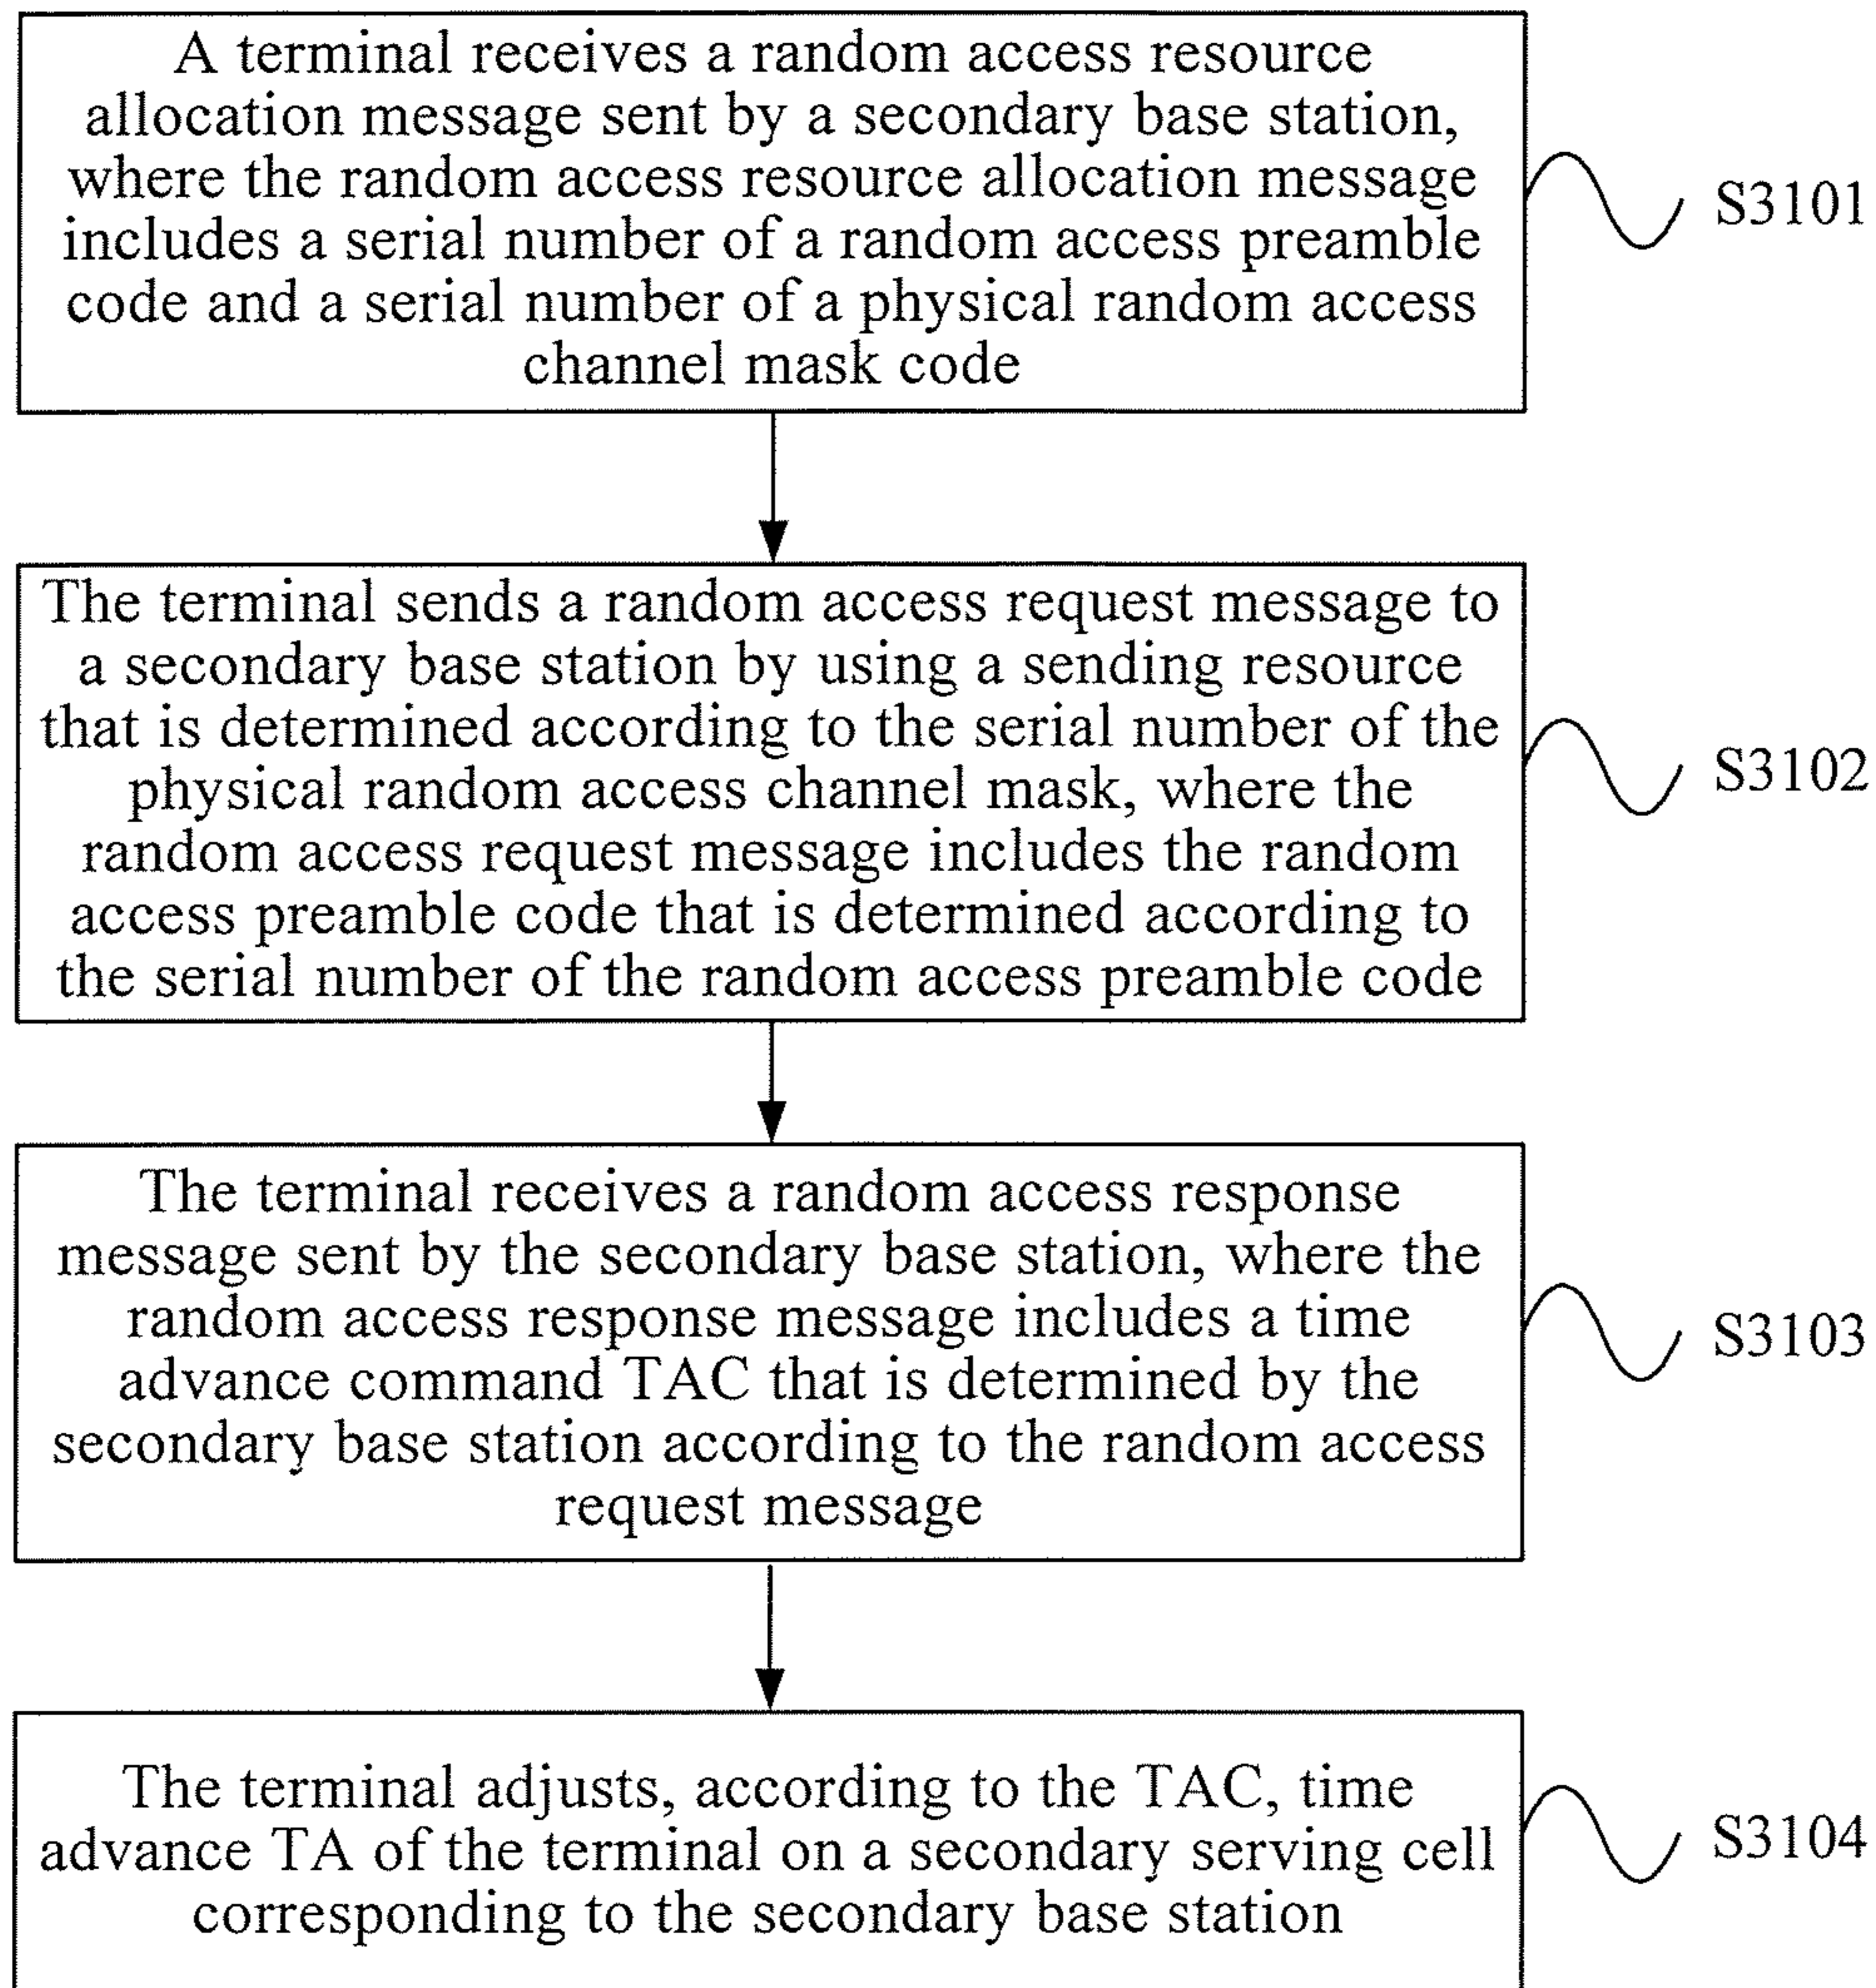 A terminal receives a random access resource
allocation message sent by a secondary base station,
where the random access resource allocation message
includes a serial number of a random access preamble
code and a serial number of a physical random access
channel mask code
S3101
The terminal sends a random access request message to
a secondary base station by using a sending resource
that is determined according to the serial number of the
physical random access channel mask, where the
random access request message includes the random
access preamble code that is determined according to
the serial number of the random access preamble code
S3102
The terminal receives a random access response
message sent by the secondary base station, where the
random access response message includes a time
advance command TAC that is determined by the
secondary base station according to the random access
request message
S3103
The terminal adjusts, according to the TAC, time
advance TA of the terminal on a secondary serving cell
corresponding to the secondary base station
S3104